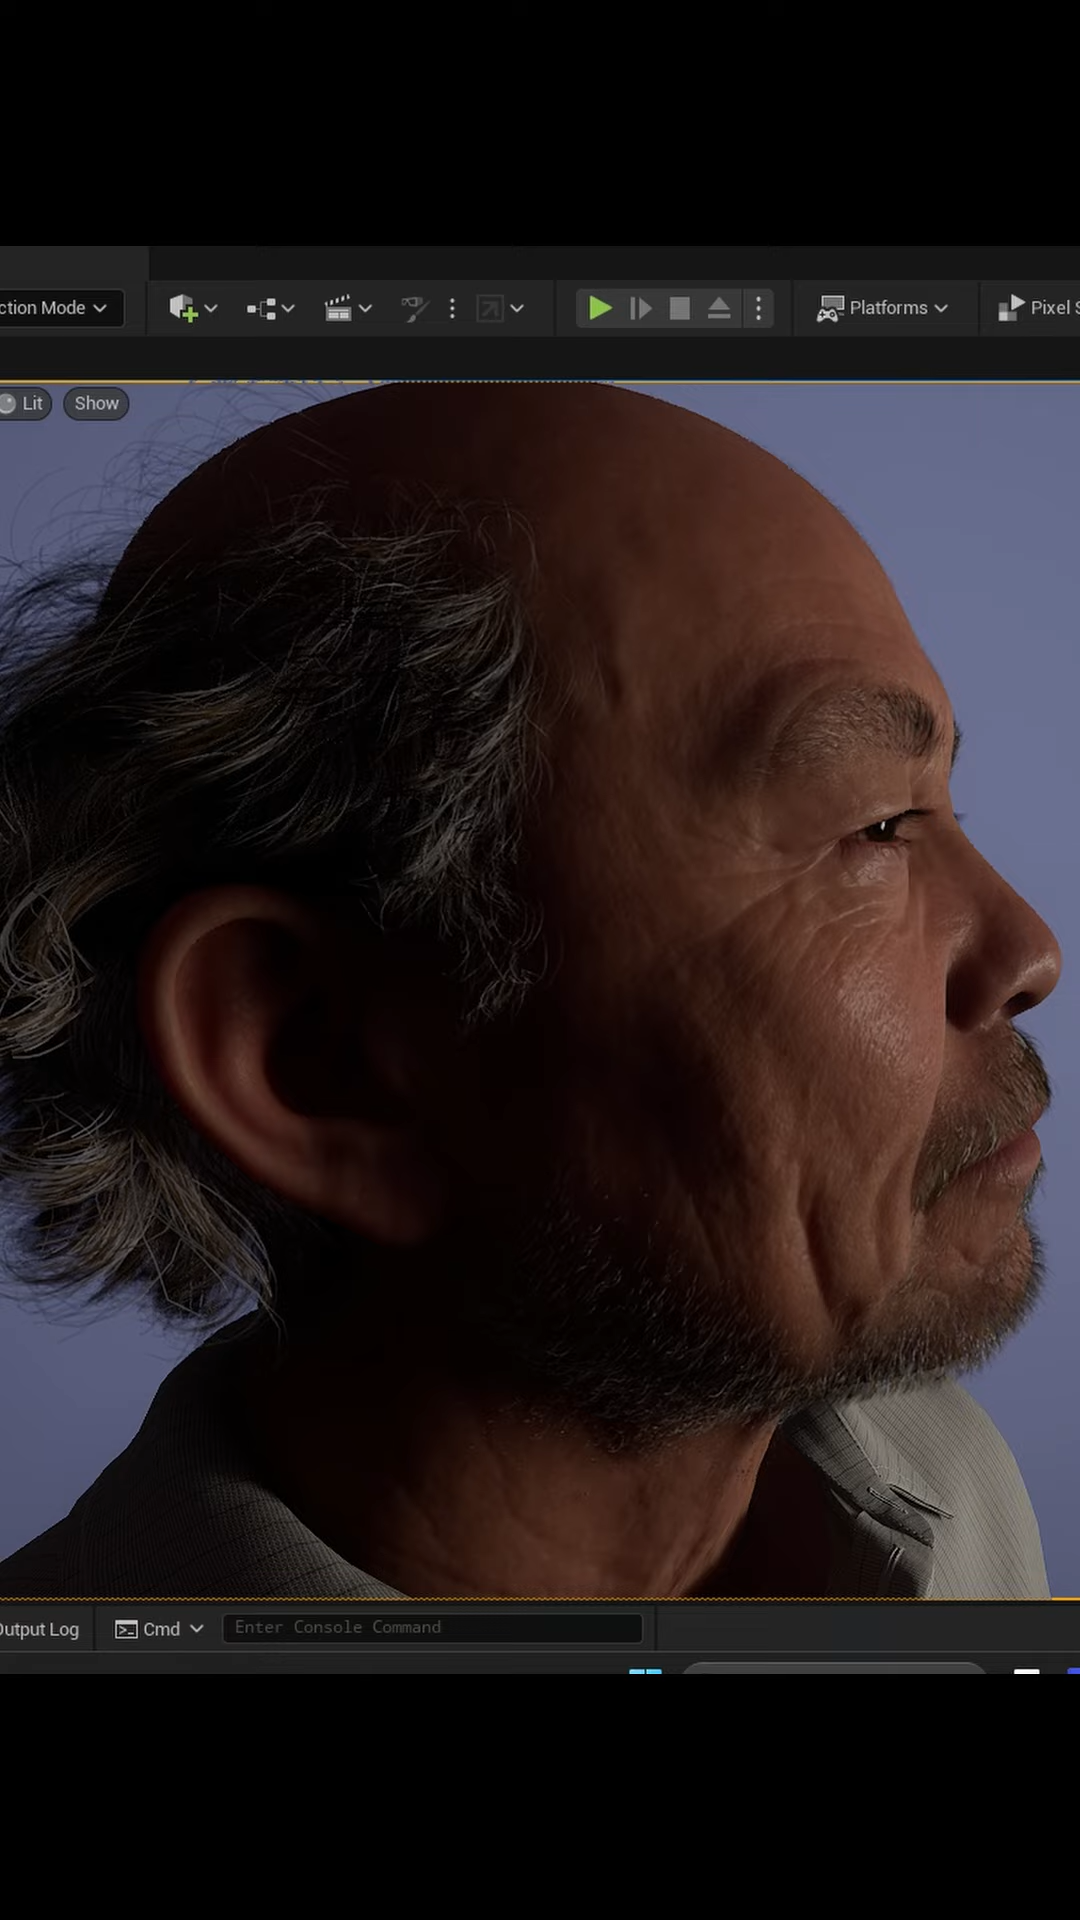 ction Mode
Platforms
Pixel S
Lit
Show
Output Log
Cmd
Enter Console Command